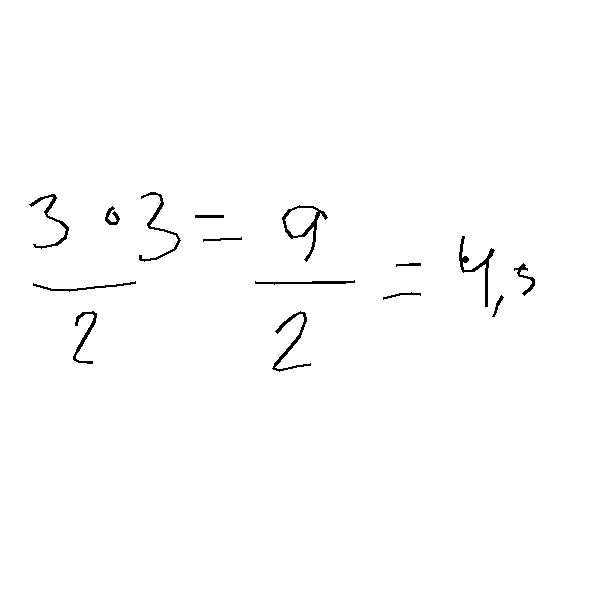 3 · 3 = 9 = 4,5
2 2